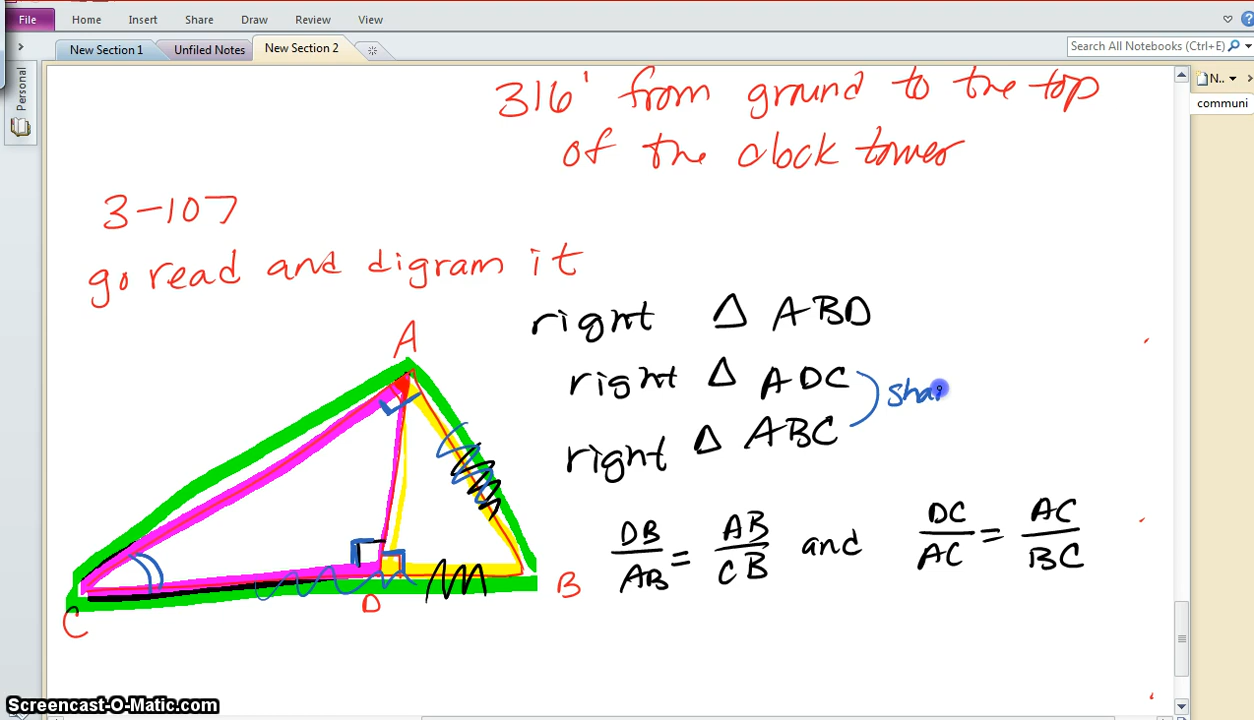 File Home Insert Share Draw Review View
New Section 1 Unfiled Notes New Section 2
Search All Notebooks (Ctrl+E)
N..
Personal
communi
316' from ground to the top
of the clock tower
3-107
go read and digram it
right △ ABD
right △ ADC
shar
right △ ABC
A
C
D
B
DB/AB = AB/CB and DC/AC = AC/BC
Screencast-O-Matic.com